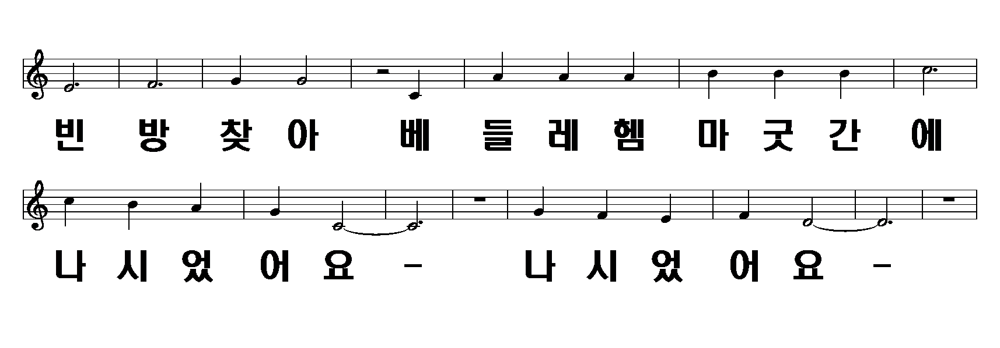 빈 방 찾 아 베 들 레 헴 마 굿 간 에
나 시 었 어 요 – 나 시 었 어 요 –